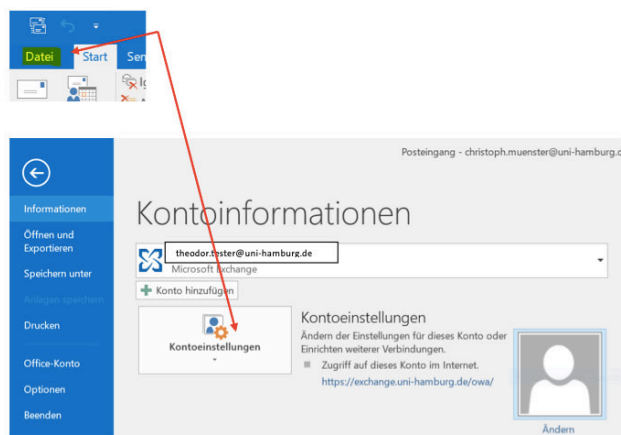 Datei Start Sen
Posteingang - christoph.muenster@uni-hamburg.d
Kontoinformationen
Informationen
Öffnen und
Exportieren
Speichern unter
Anlagen speichern
Drucken
Office-Konto
Optionen
Beenden
theodor.tester@uni-hamburg.de
Microsoft Exchange
Konto hinzufügen
Kontoeinstellungen
Kontoeinstellungen
Ändern der Einstellungen für dieses Konto oder
Einrichten weiterer Verbindungen.
Zugriff auf dieses Konto im Internet.
https://exchange.uni-hamburg.de/owa/
Ändern